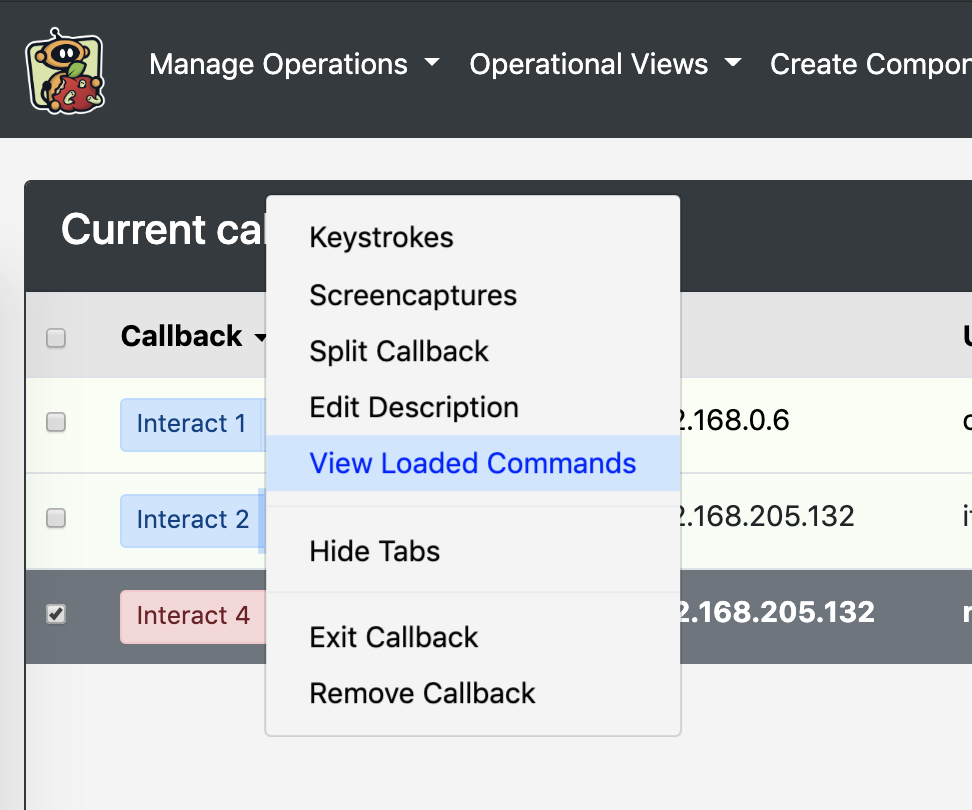 Manage Operations Operational Views Create Compon
Current cal
Keystrokes
Screencaptures
Callback
Split Callback
Edit Description
Interact 1
2.168.0.6
View Loaded Commands
Interact 2
2.168.205.132
Hide Tabs
Interact 4
2.168.205.132
Exit Callback
Remove Callback